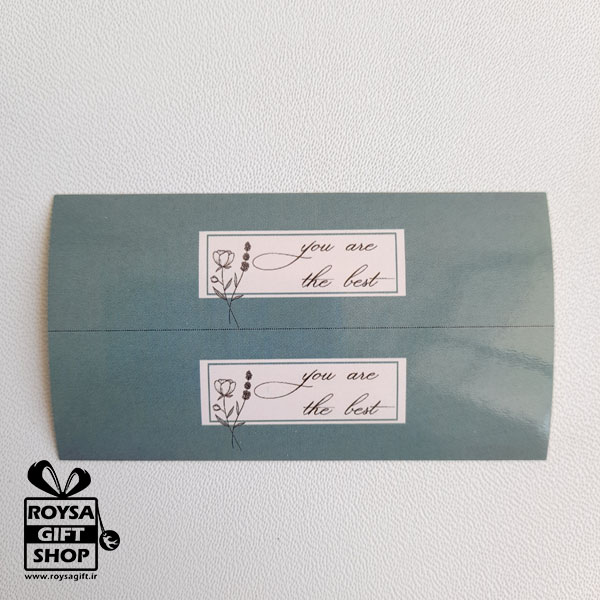 you are
the best
you are
the best
ROYSA
GIFT
SHOP
www.roysagift.ir